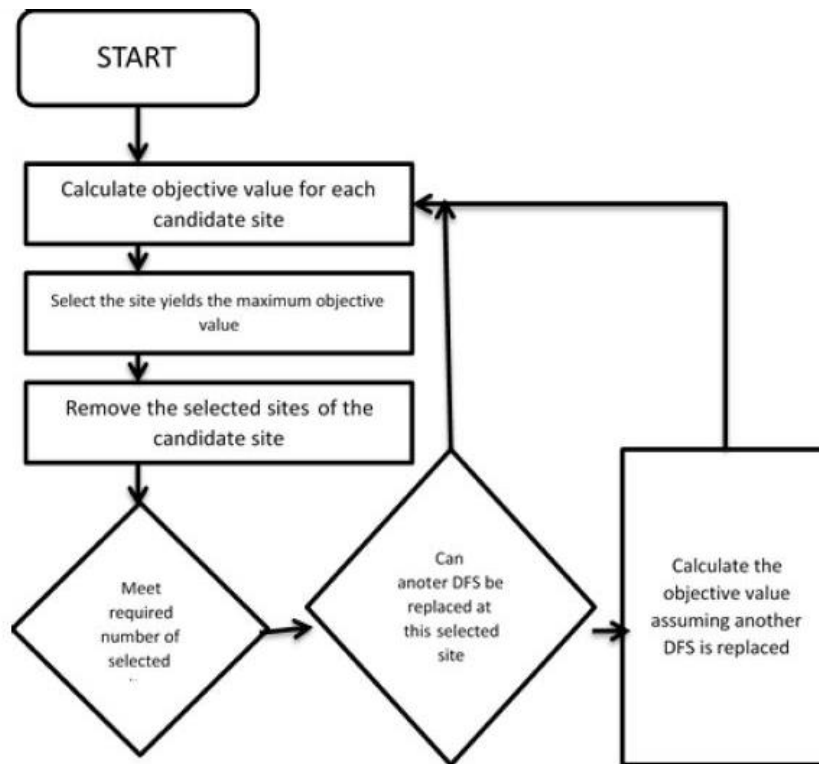 START
Calculate objective value for each
candidate site
Select the site yields the maximum objective
value
Remove the selected sites of the
candidate site
Meet
required
number of
selected
Can
anoter DFS be
replaced at
this selected
site
Calculate the
objective value
assuming another
DFS is replaced